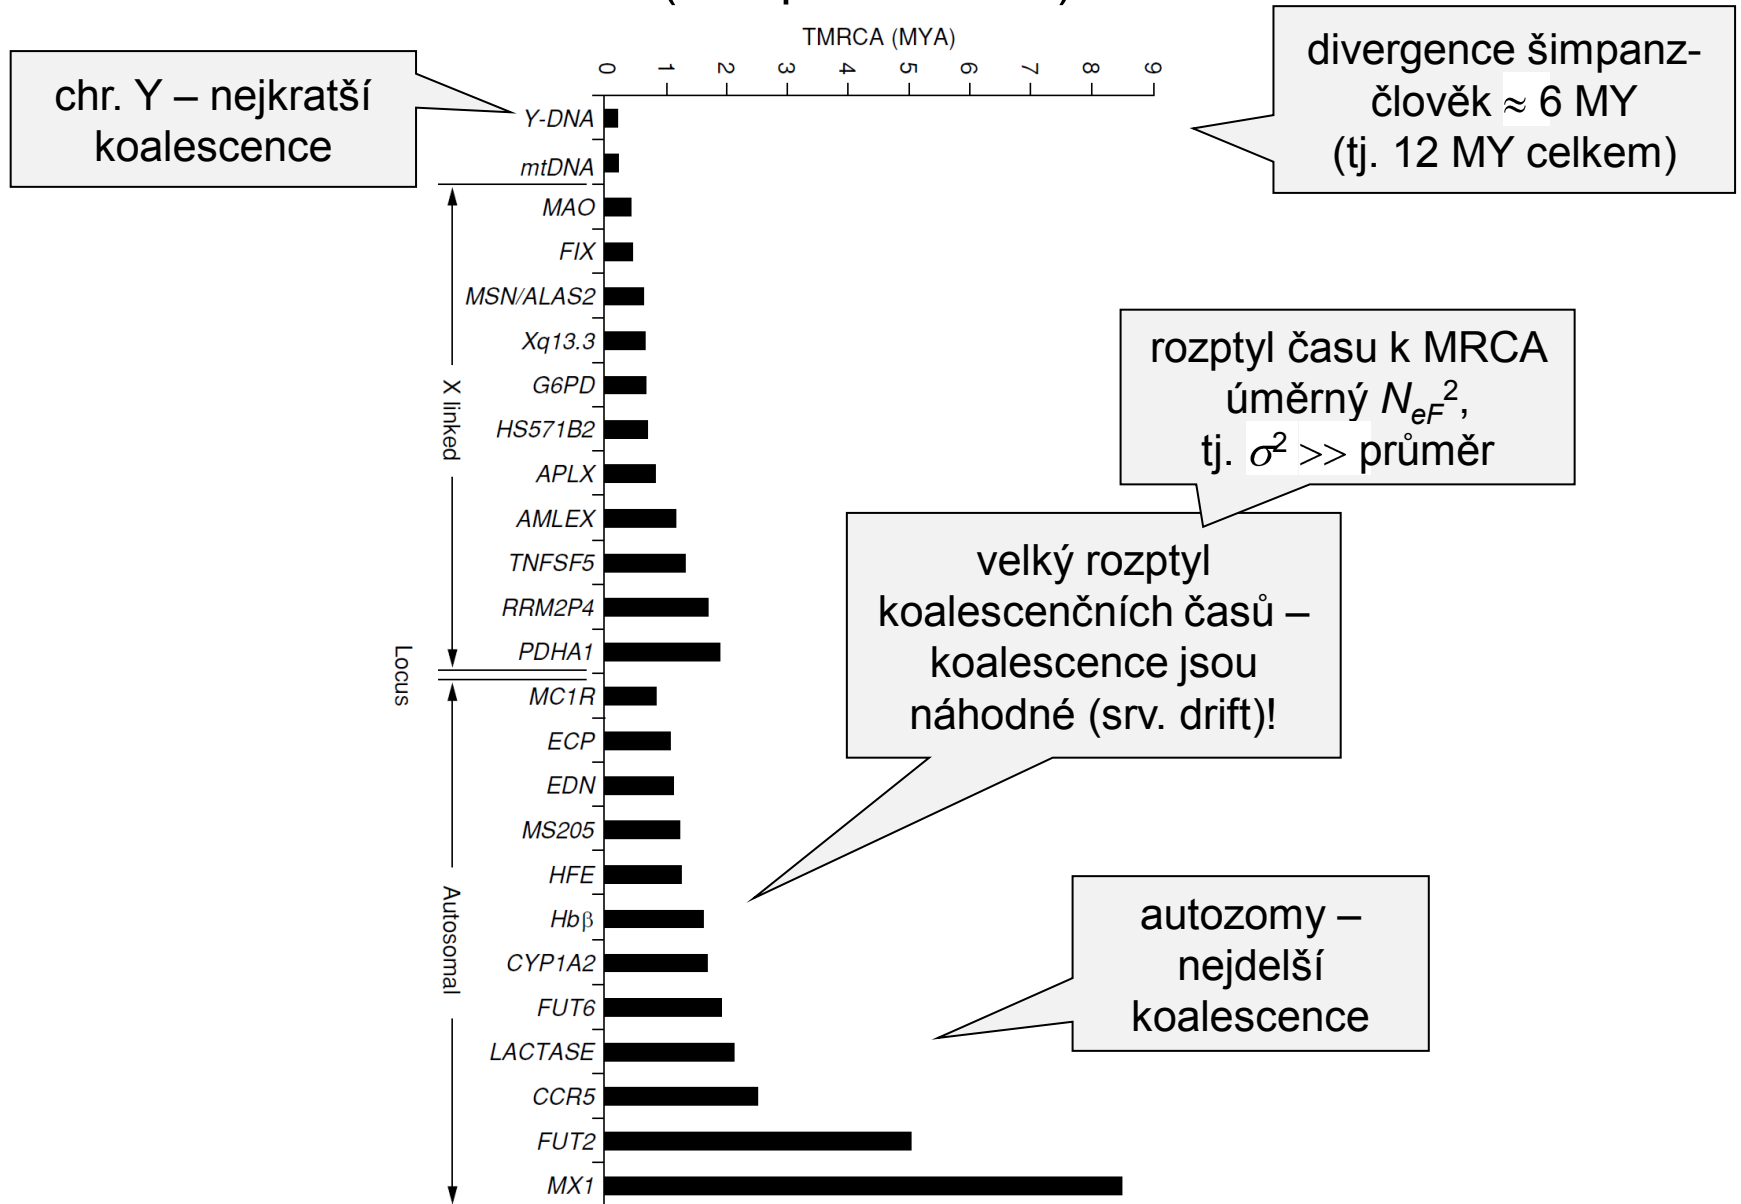 TMRCA (MYA)
0 1 2 3 4 5 6 7 8 9
chr. Y – nejkratší
koalescence
divergence šimpanz-
člověk ≈ 6 MY
(tj. 12 MY celkem)
Y-DNA
mtDNA
MAO
FIX
MSN/ALAS2
Xq13.3
G6PD
HS571B2
APLX
AMLEX
TNFSF5
RRM2P4
PDHA1
MC1R
ECP
EDN
MS205
HFE
Hbβ
CYP1A2
FUT6
LACTASE
CCR5
FUT2
MX1
X linked
Autosomal
Locus
rozptyl času k MRCA
úměrný NeF²,
tj. σ² >> průměr
velký rozptyl
koalescenčních časů –
koalescence jsou
náhodné (srv. drift)!
autozomy –
nejdelší
koalescence